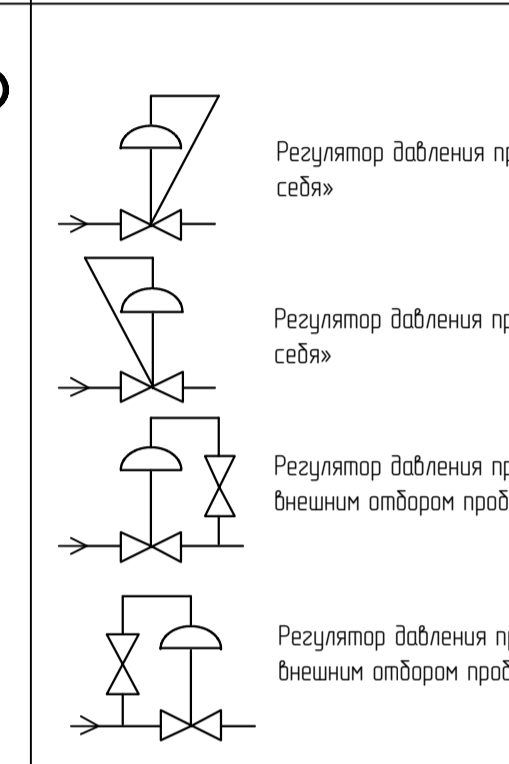 Регулятор давления пр
себя»
Регулятор давления пр
себя»
Регулятор давления пр
внешним отбором проб
Регулятор давления пр
внешним отбором проб